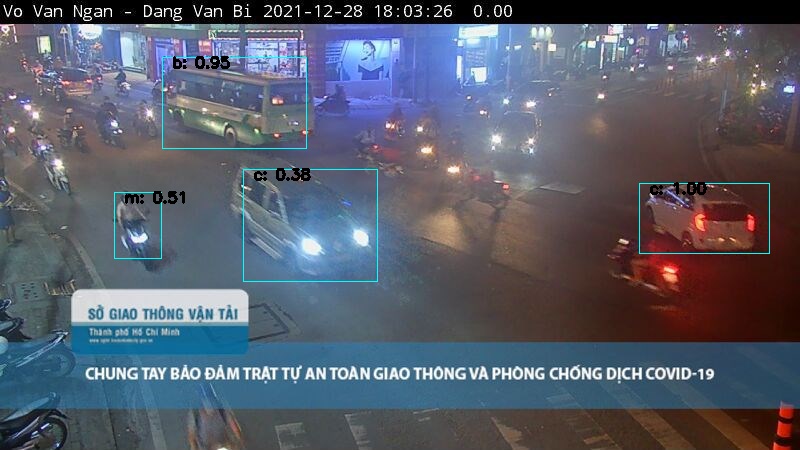 Vo Van Ngan - Dang Van Bi 2021-12-28 18:03:26 0.00
b: 0.95
c: 0.38
m: 0.51
c: 1.00
SỞ GIAO THÔNG VẬN TẢI
Thành phố Hồ Chí Minh
CHUNG TAY BẢO ĐẢM TRẬT TỰ AN TOÀN GIAO THÔNG VÀ PHÒNG CHỐNG DỊCH COVID-19